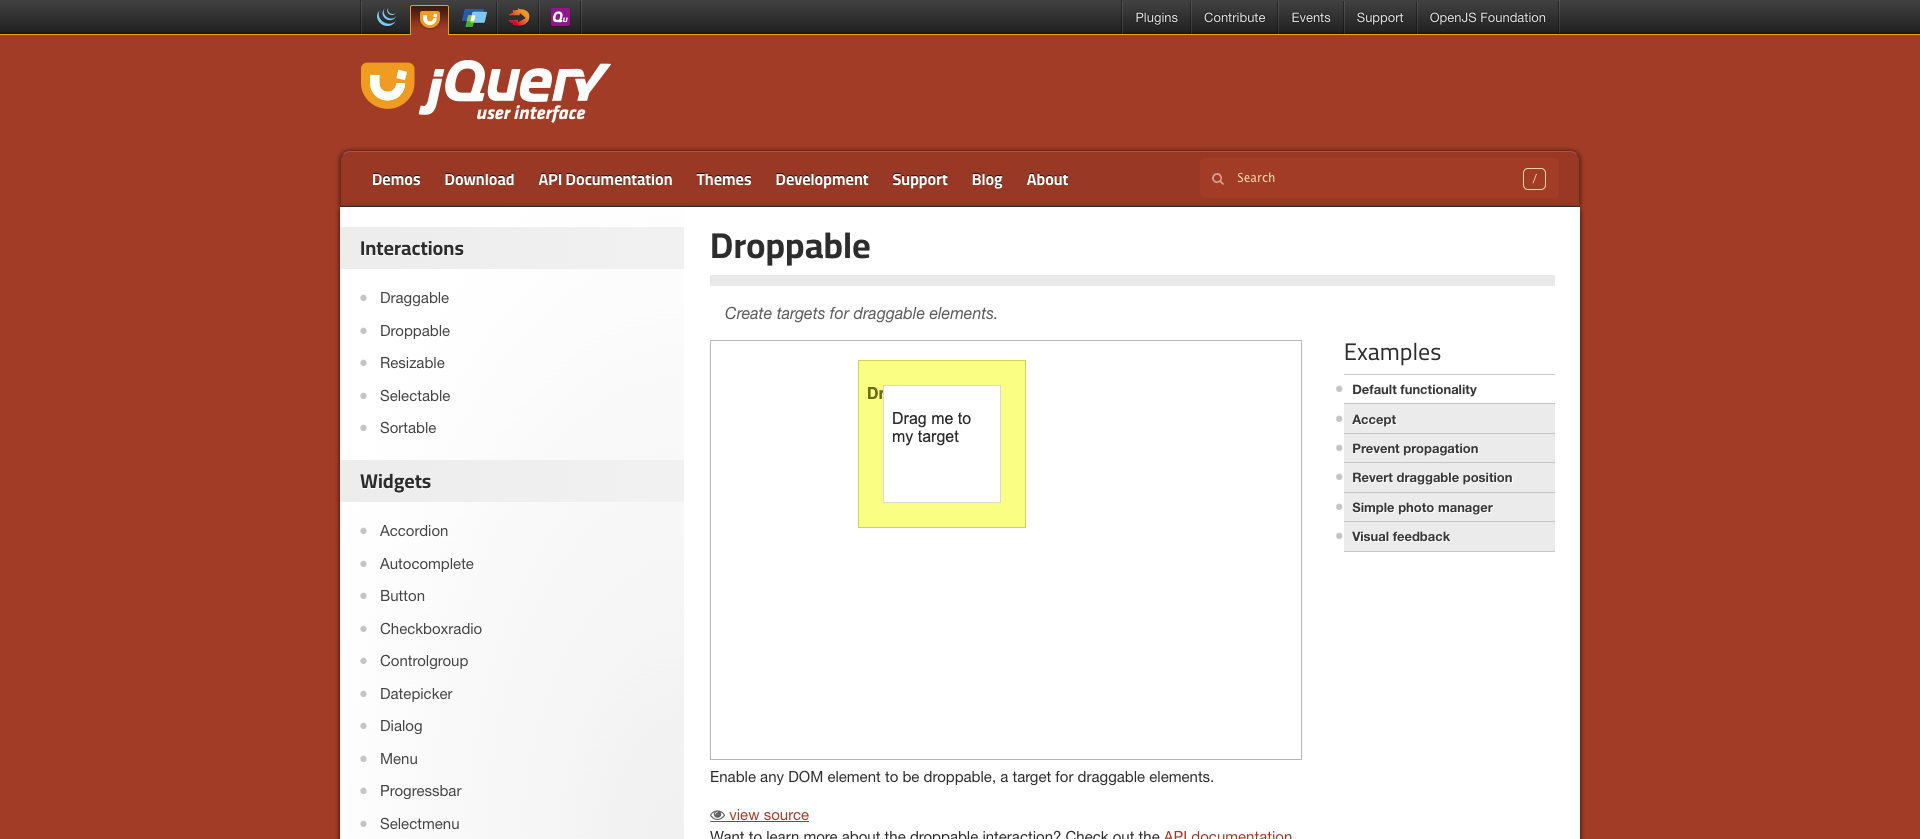 Plugins Contribute Events Support OpenJS Foundation
jQuery
user interface
Demos Download API Documentation Themes Development Support Blog About Search /
Interactions
Draggable
Droppable
Resizable
Selectable
Sortable
Widgets
Accordion
Autocomplete
Button
Checkboxradio
Controlgroup
Datepicker
Dialog
Menu
Progressbar
Selectmenu
Droppable
Create targets for draggable elements.
Dr
Drag me to
my target
Enable any DOM element to be droppable, a target for draggable elements.
view source
Want to learn more about the droppable interaction? Check out the API documentation
Examples
Default functionality
Accept
Prevent propagation
Revert draggable position
Simple photo manager
Visual feedback